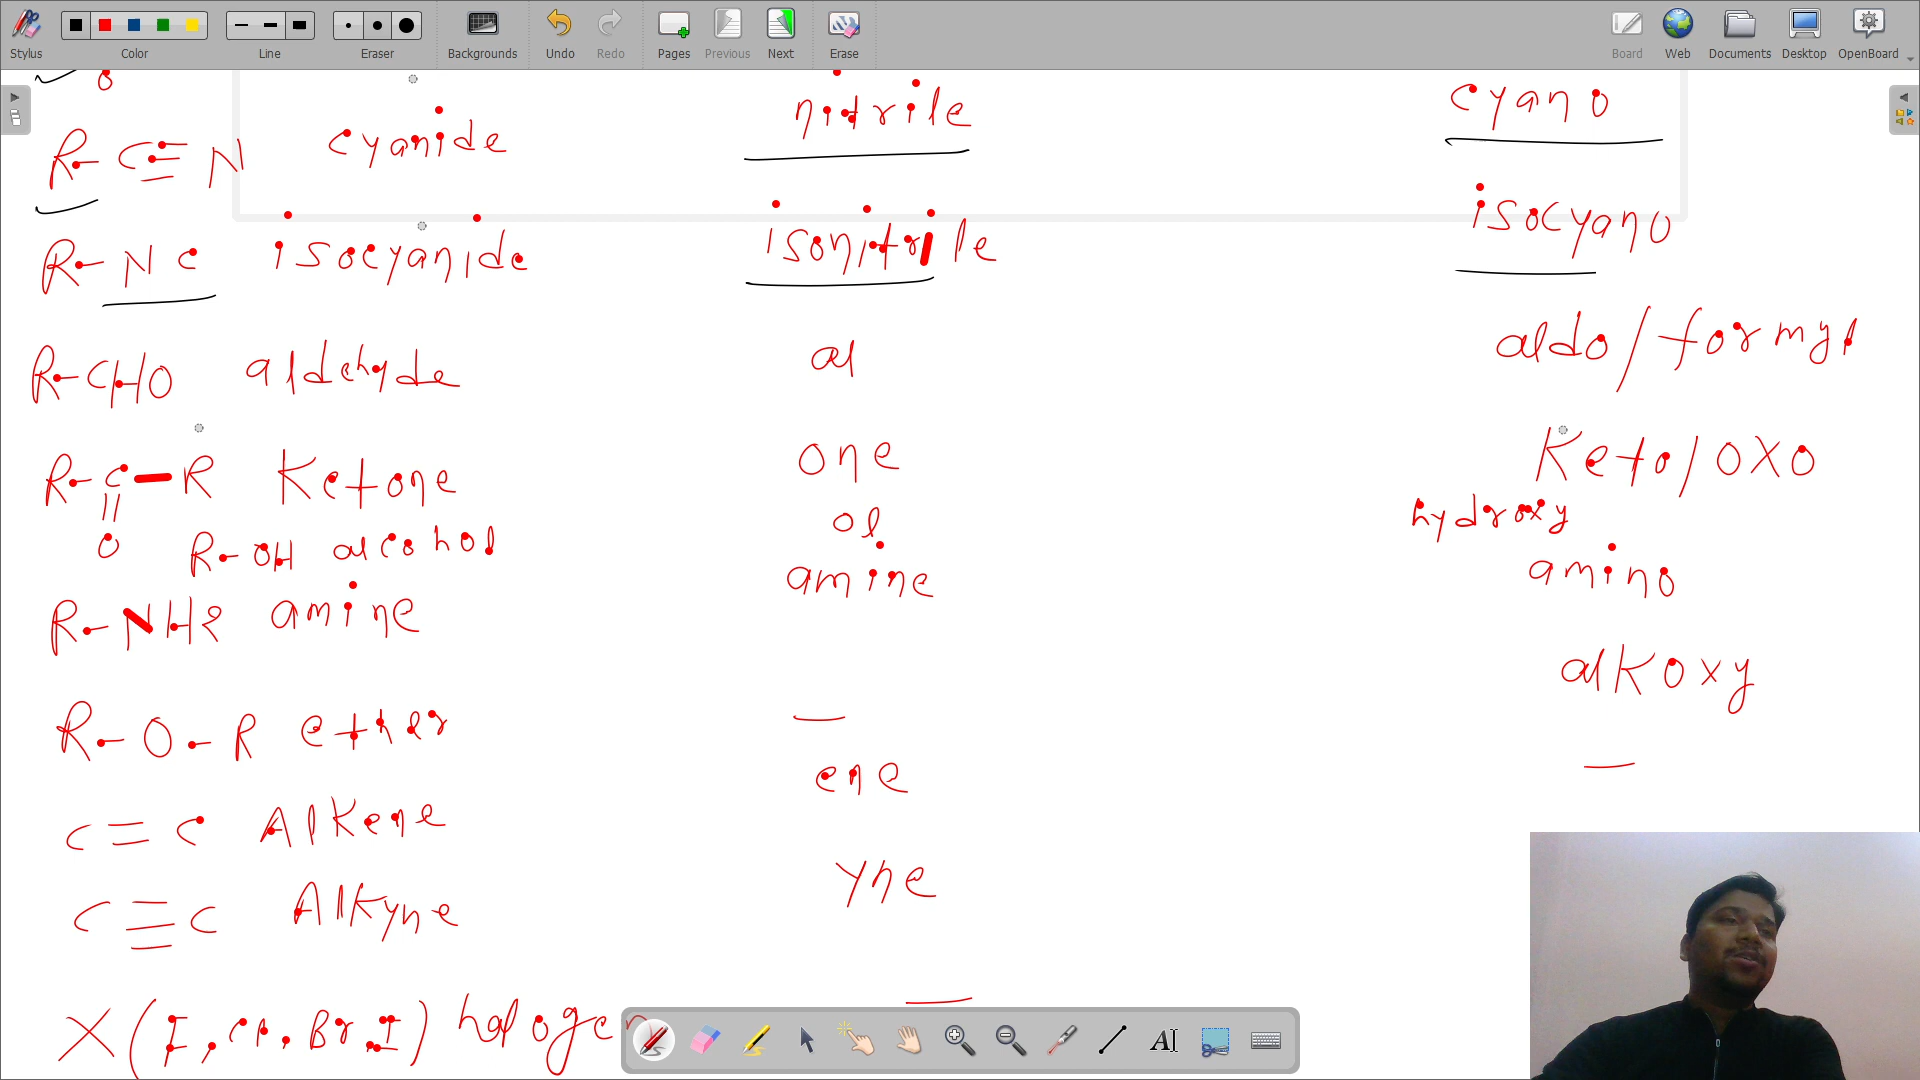 Stylus Color Line Eraser Backgrounds Undo Redo Pages Previous Next Erase Board Web Documents Desktop OpenBoard
R-C≡N cyanide nitrile cyano
R-NC isocyanide isonitrile isocyano
R-CHO aldehyde al aldo/formyl
R-C-R Ketone one Keto/oxo
O
R-OH alcohol ol hydroxy
R-NH2 amine amine amino
R-O-R ether — alkoxy
C=C Alkene ene —
C≡C Alkyne yne
X(F, Cl, Br, I) halogen —